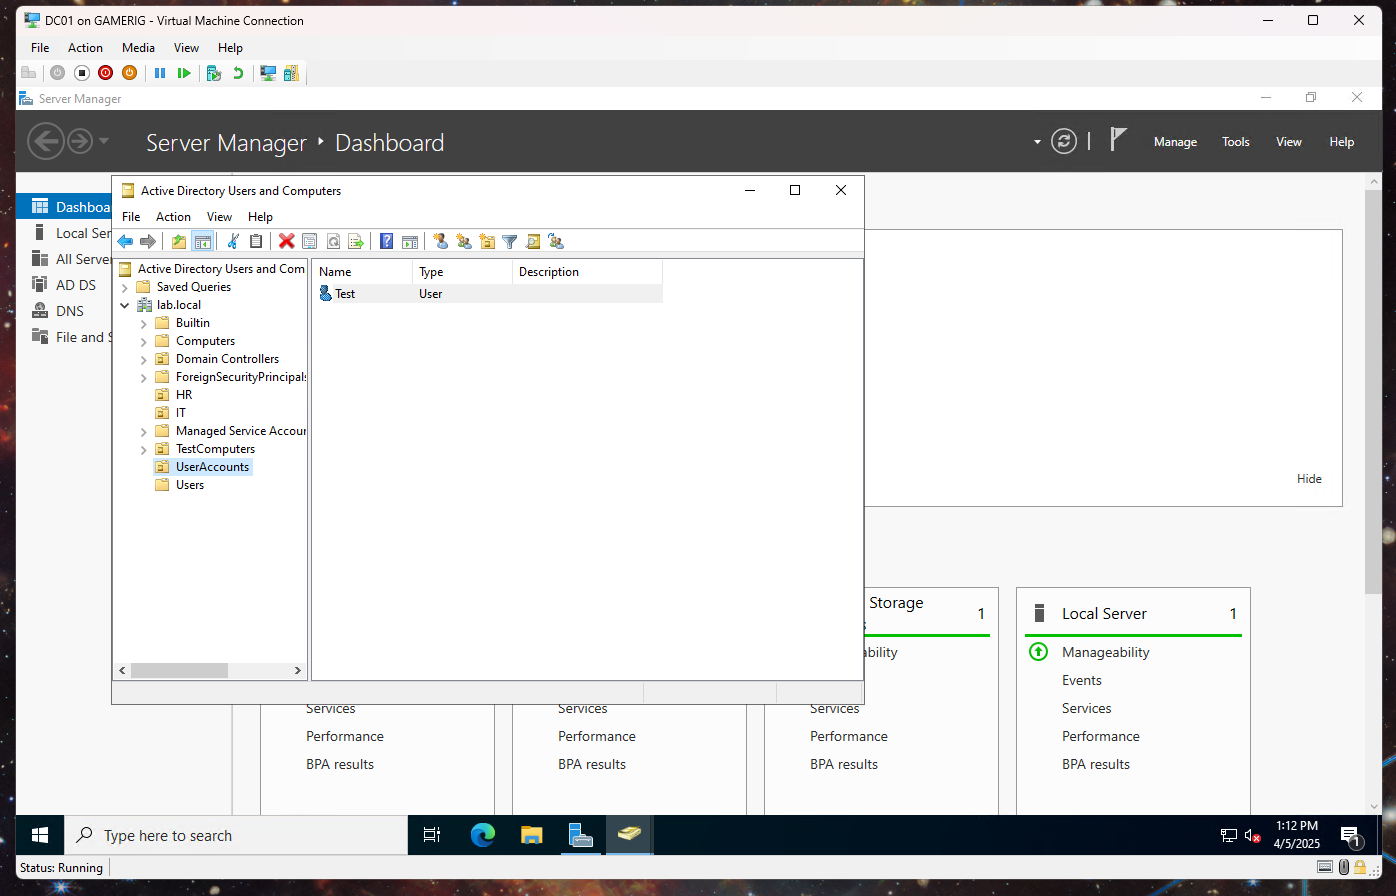 DC01 on GAMERIG - Virtual Machine Connection
File Action Media View Help
Server Manager
Server Manager ‣ Dashboard
Manage Tools View Help
Dashboa
Local Ser
All Server
AD DS
DNS
File and S
Active Directory Users and Computers
File Action View Help
Active Directory Users and Com
Saved Queries
lab.local
Builtin
Computers
Domain Controllers
ForeignSecurityPrincipals
HR
IT
Managed Service Accour
TestComputers
UserAccounts
Users
Name Type Description
Test User
Hide
Storage 1
s
ability
Services
Performance
BPA results
Services
Performance
BPA results
Services
Performance
BPA results
Local Server 1
Manageability
Events
Services
Performance
BPA results
Type here to search
1:12 PM
4/5/2025
1
Status: Running